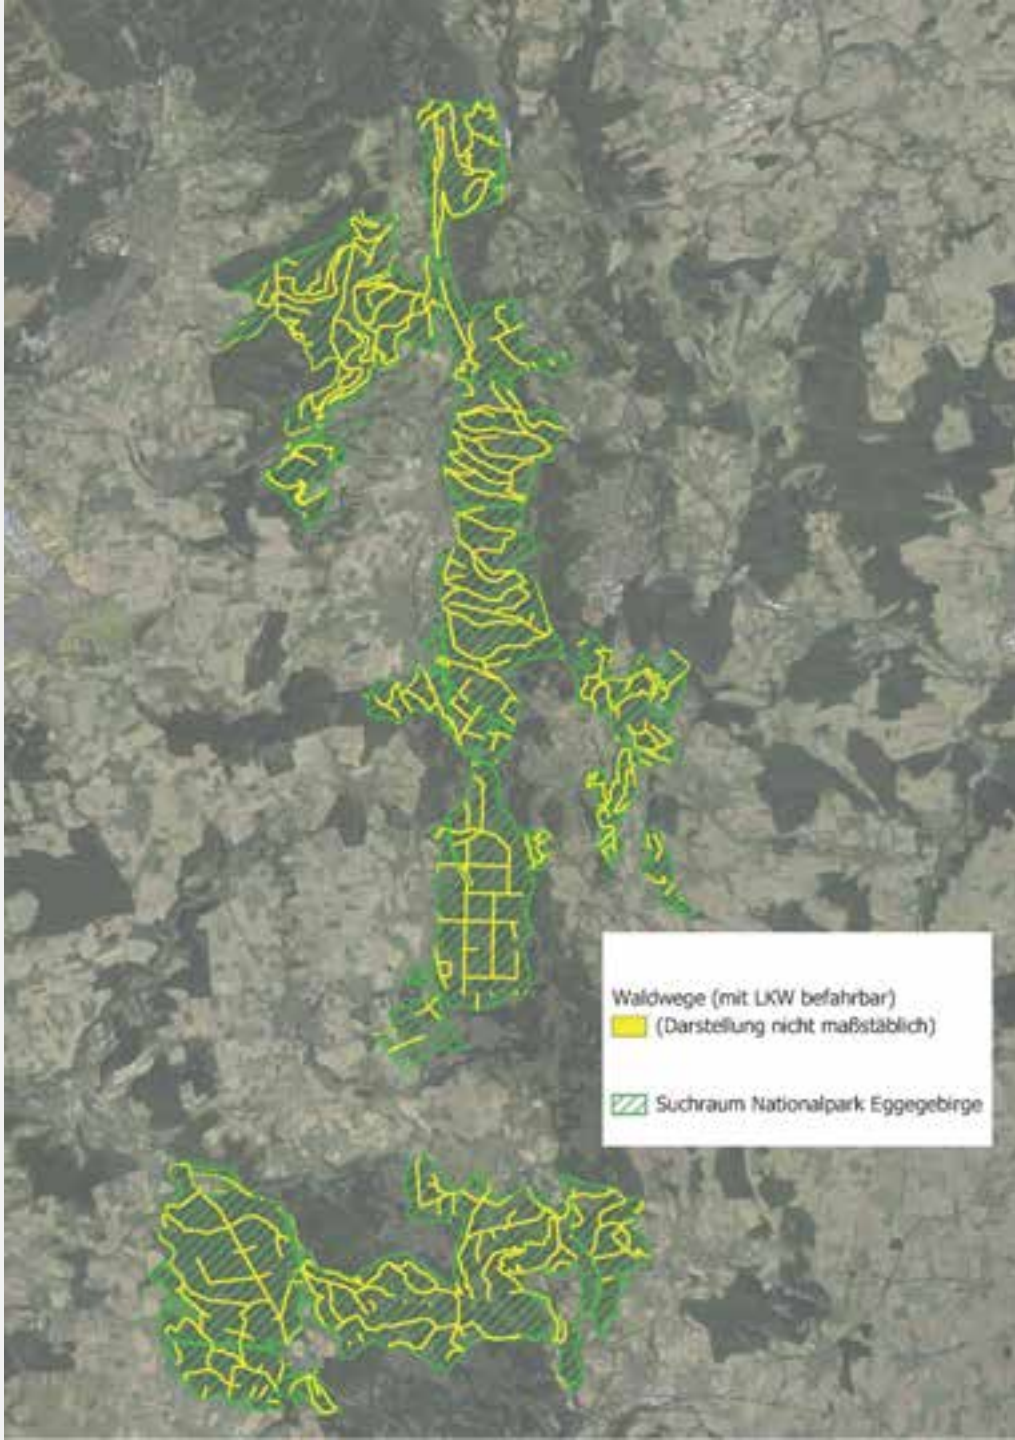 Waldwege (mit LKW befahrbar)
(Darstellung nicht maßstäblich)
Suchraum Nationalpark Eggegebirge